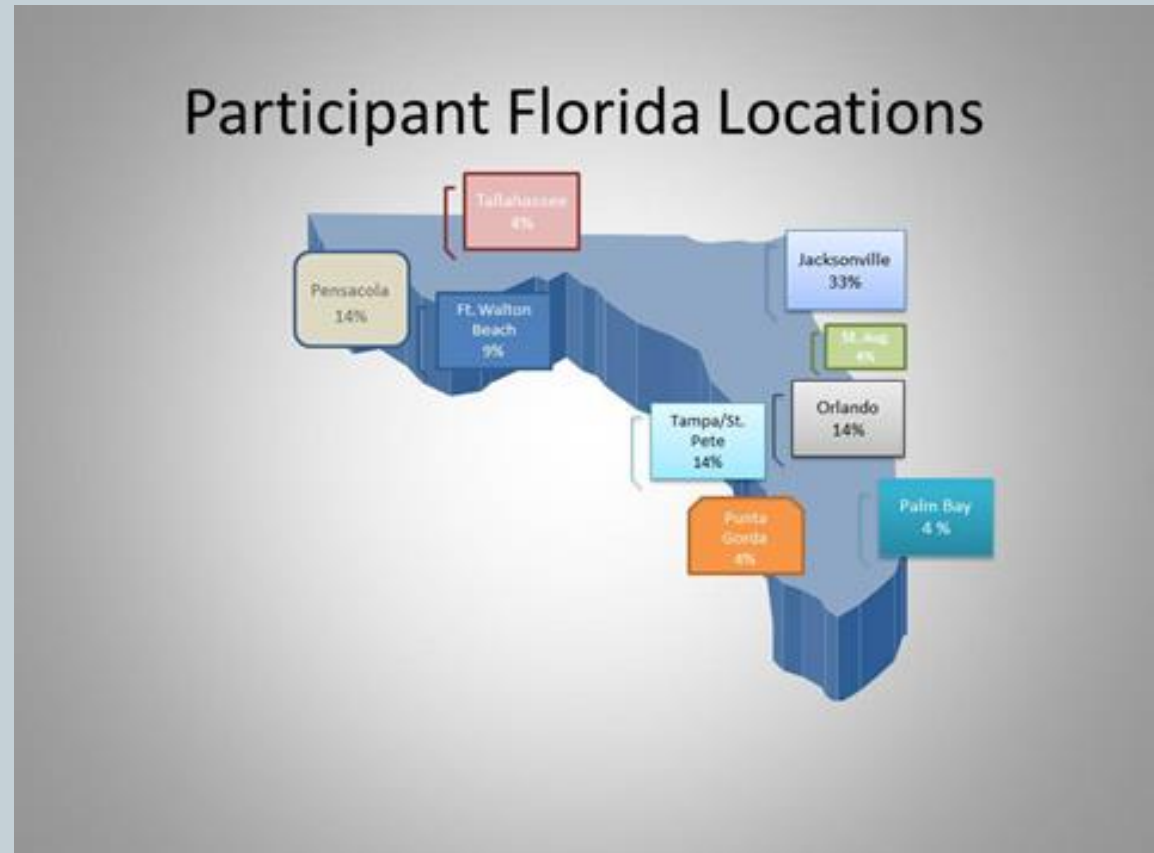 Participant Florida Locations
Tallahassee
4%
Jacksonville
33%
Pensacola
14%
Ft. Walton
Beach
9%
St. Aug
4%
Orlando
14%
Tampa/St.
Pete
14%
Palm Bay
4 %
Punta
Gorda
4%